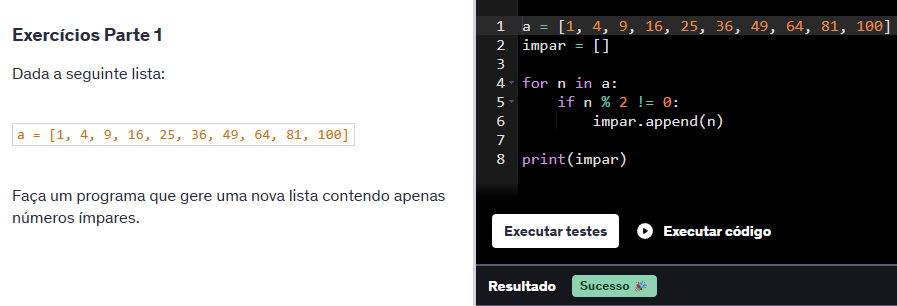 Exercícios Parte 1
Dada a seguinte lista:
a = [1, 4, 9, 16, 25, 36, 49, 64, 81, 100]
Faça um programa que gere uma nova lista contendo apenas
números ímpares.
1 a = [1, 4, 9, 16, 25, 36, 49, 64, 81, 100]
2 impar = []
3
4 for n in a:
5     if n % 2 != 0:
6         impar.append(n)
7
8 print(impar)
Executar testes
Executar código
Resultado
Sucesso 🎉